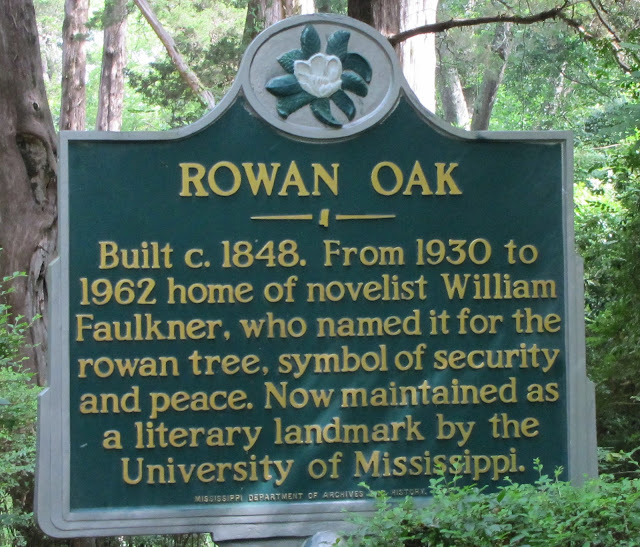 ROWAN OAK
Built c. 1848. From 1930 to
1962 home of novelist William
Faulkner, who named it for the
rowan tree, symbol of security
and peace. Now maintained as
a literary landmark by the
University of Mississippi.
MISSISSIPPI DEPARTMENT OF ARCHIVES HISTORY